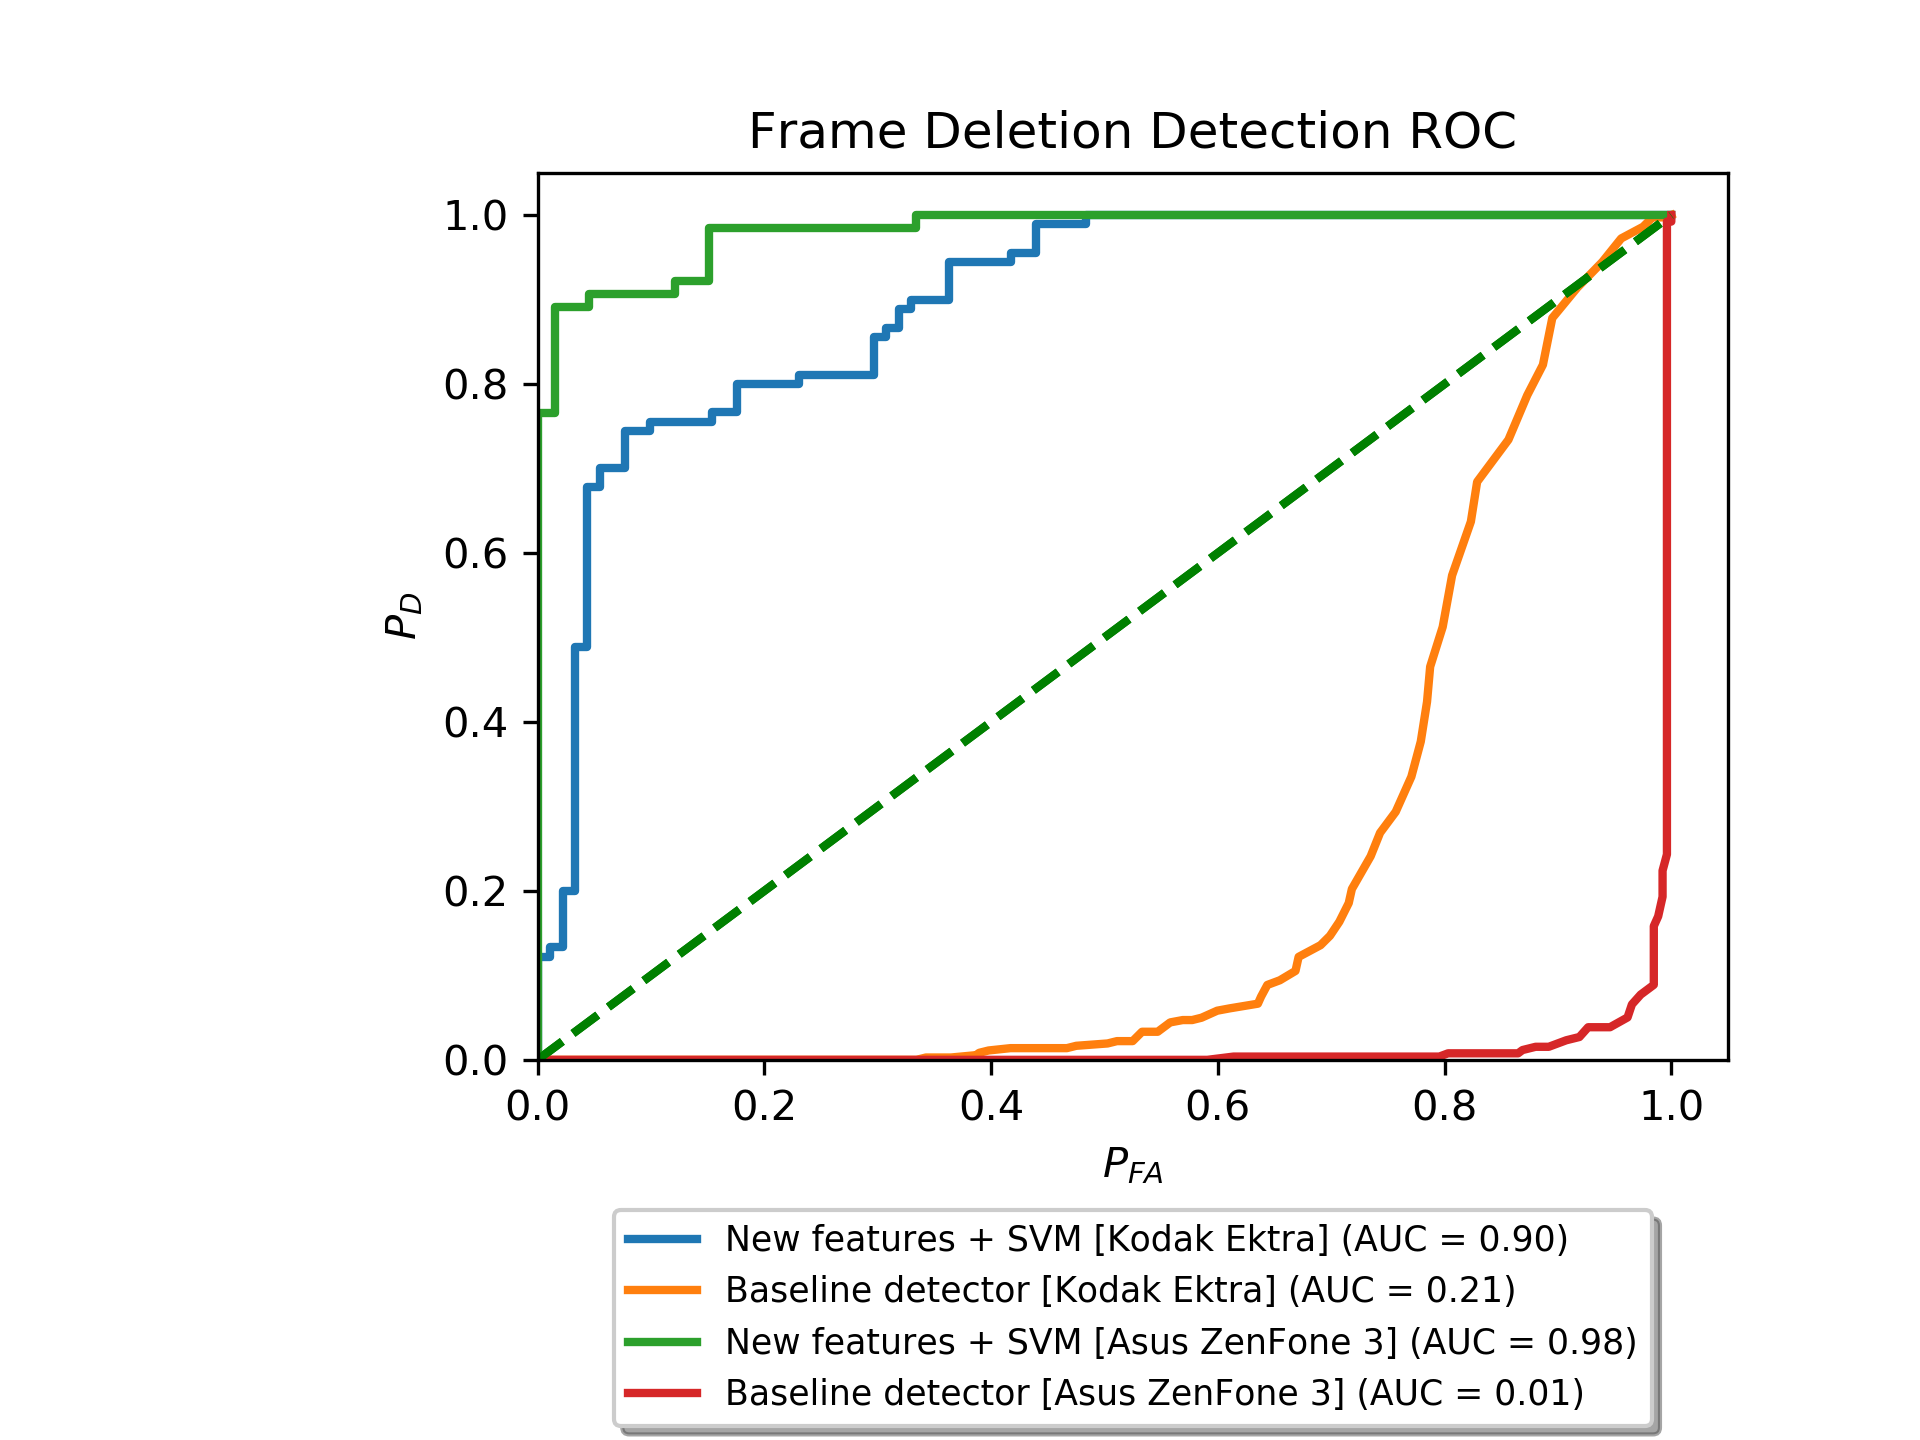 Frame Deletion Detection ROC
1.0
0.8
0.6
0.4
0.2
0.0
P_D
0.0 0.2 0.4 0.6 0.8 1.0
P_FA
New features + SVM [Kodak Ektra] (AUC = 0.90)
Baseline detector [Kodak Ektra] (AUC = 0.21)
New features + SVM [Asus ZenFone 3] (AUC = 0.98)
Baseline detector [Asus ZenFone 3] (AUC = 0.01)